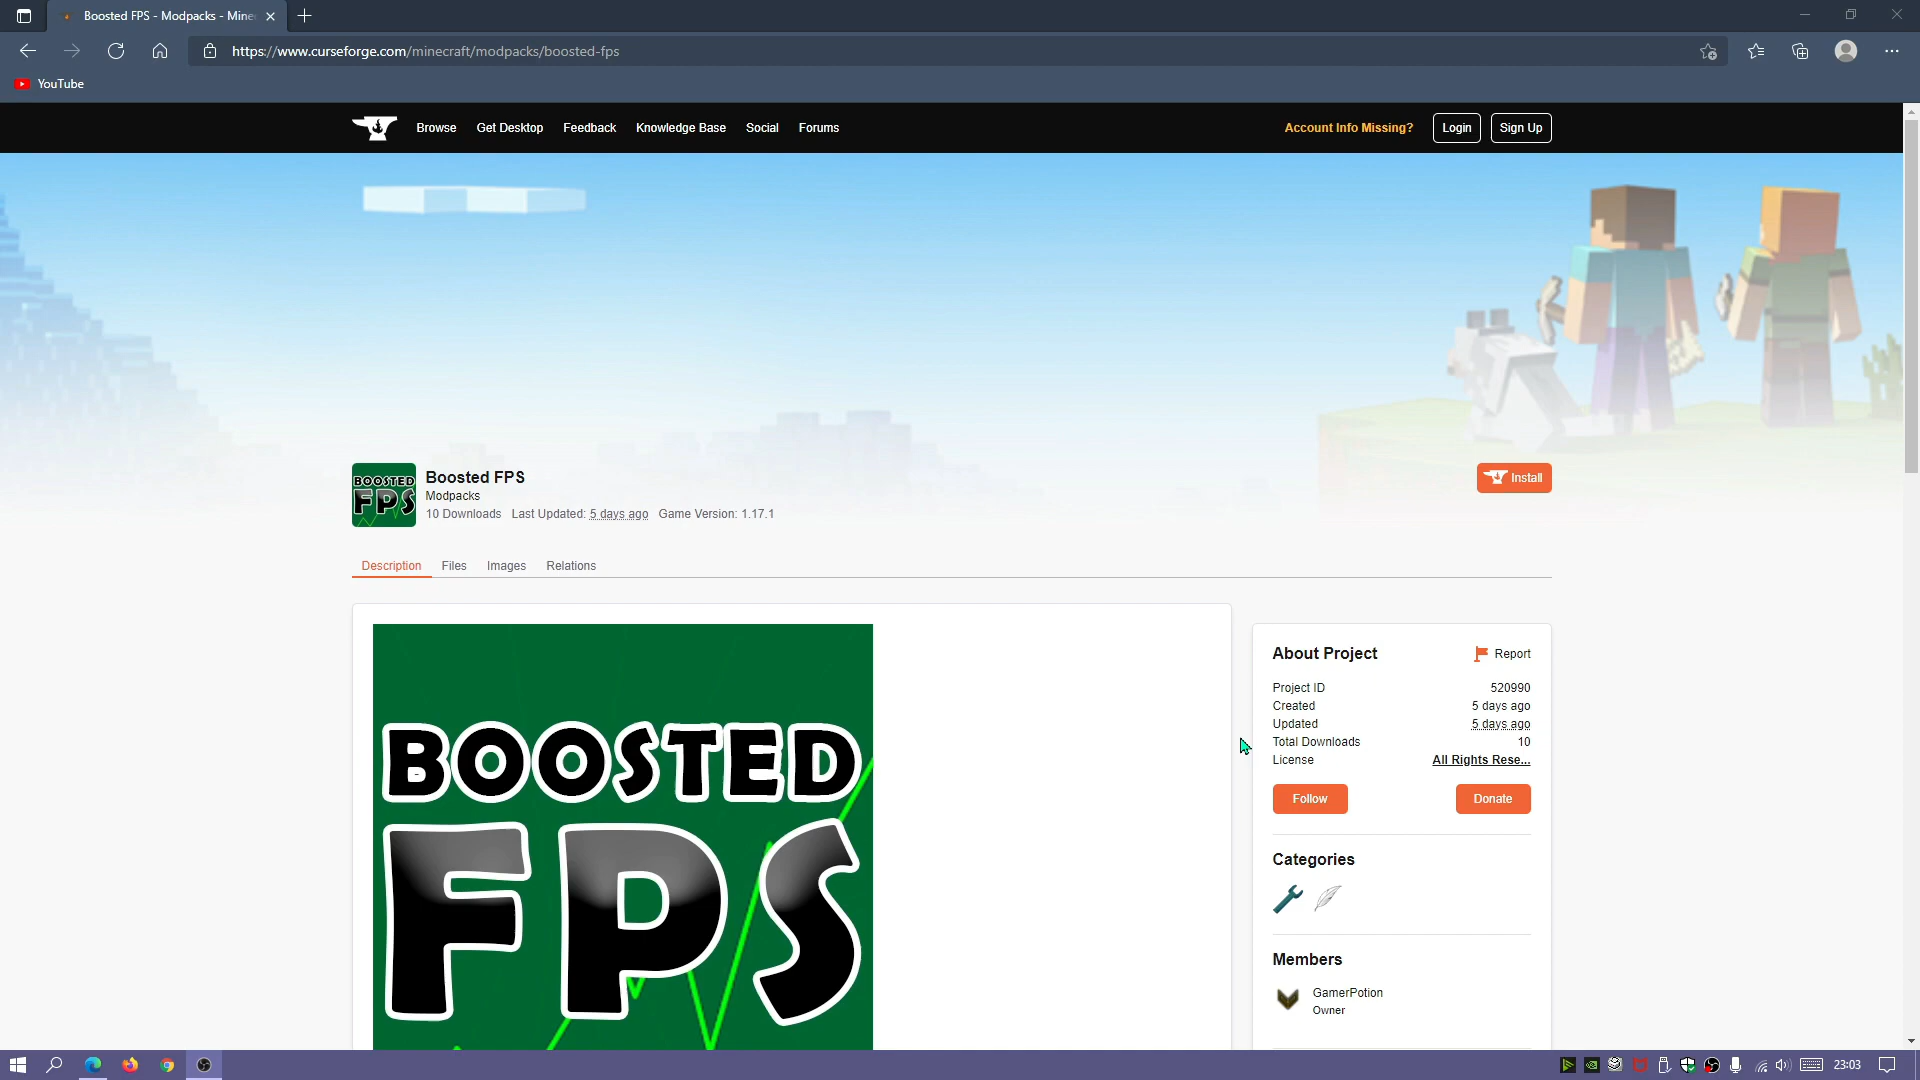 Boosted FPS - Modpacks - Mine
https://www.curseforge.com/minecraft/modpacks/boosted-fps
YouTube
Browse
Get Desktop
Feedback
Knowledge Base
Social
Forums
Account Info Missing?
Login
Sign Up
BOOSTED
FPS
Boosted FPS
Modpacks
10 Downloads Last Updated: 5 days ago Game Version: 1.17.1
Install
Description
Files
Images
Relations
BOOSTED
FPS
About Project
Report
Project ID 520990
Created 5 days ago
Updated 5 days ago
Total Downloads 10
License All Rights Rese...
Follow
Donate
Categories
Members
GamerPotion
Owner
23:03